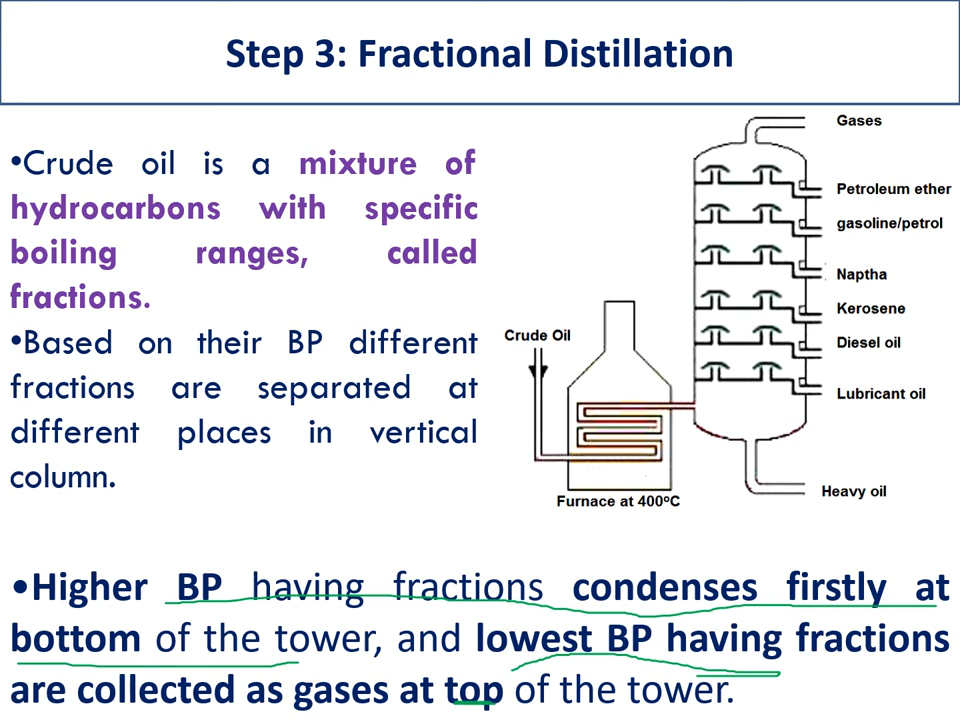 Step 3: Fractional Distillation
•Crude oil is a mixture of
hydrocarbons with specific
boiling ranges, called
fractions.
•Based on their BP different
fractions are separated at
different places in vertical
column.
Gases
Petroleum ether
gasoline/petrol
Naptha
Kerosene
Diesel oil
Lubricant oil
Heavy oil
Crude Oil
Furnace at 400ºC
•Higher BP having fractions condenses firstly at
bottom of the tower, and lowest BP having fractions
are collected as gases at top of the tower.